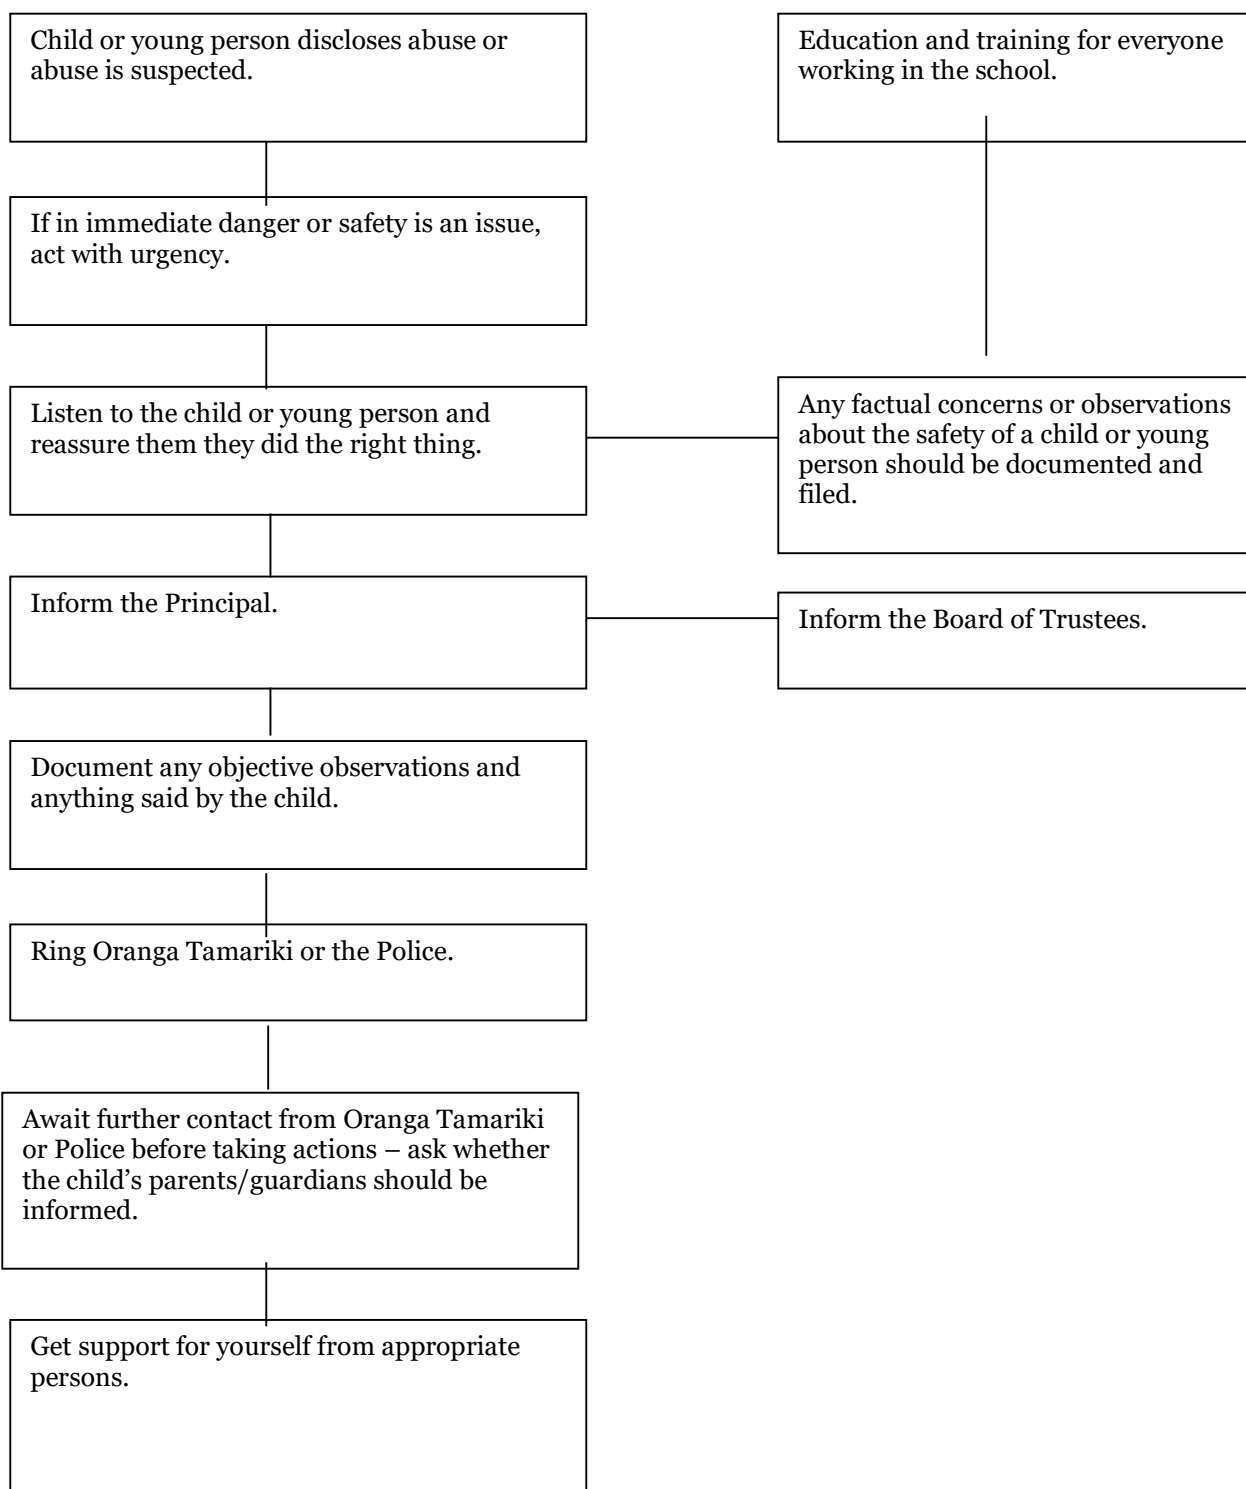 Child or young person discloses abuse or
abuse is suspected.
Education and training for everyone
working in the school.
If in immediate danger or safety is an issue,
act with urgency.
Listen to the child or young person and
reassure them they did the right thing.
Any factual concerns or observations
about the safety of a child or young
person should be documented and
filed.
Inform the Principal.
Inform the Board of Trustees.
Document any objective observations and
anything said by the child.
Ring Oranga Tamariki or the Police.
Await further contact from Oranga Tamariki
or Police before taking actions – ask whether
the child’s parents/guardians should be
informed.
Get support for yourself from appropriate
persons.